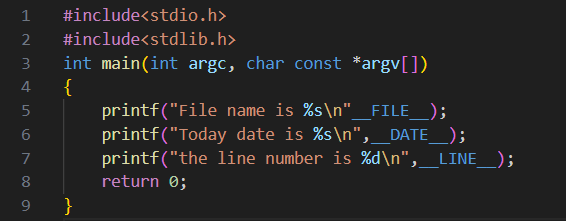 1 #include<stdio.h>
2 #include<stdlib.h>
3 int main(int argc, char const *argv[])
4 {
5     printf("File name is %s\n"__FILE__);
6     printf("Today date is %s\n",__DATE__);
7     printf("the line number is %d\n",__LINE__);
8     return 0;
9 }